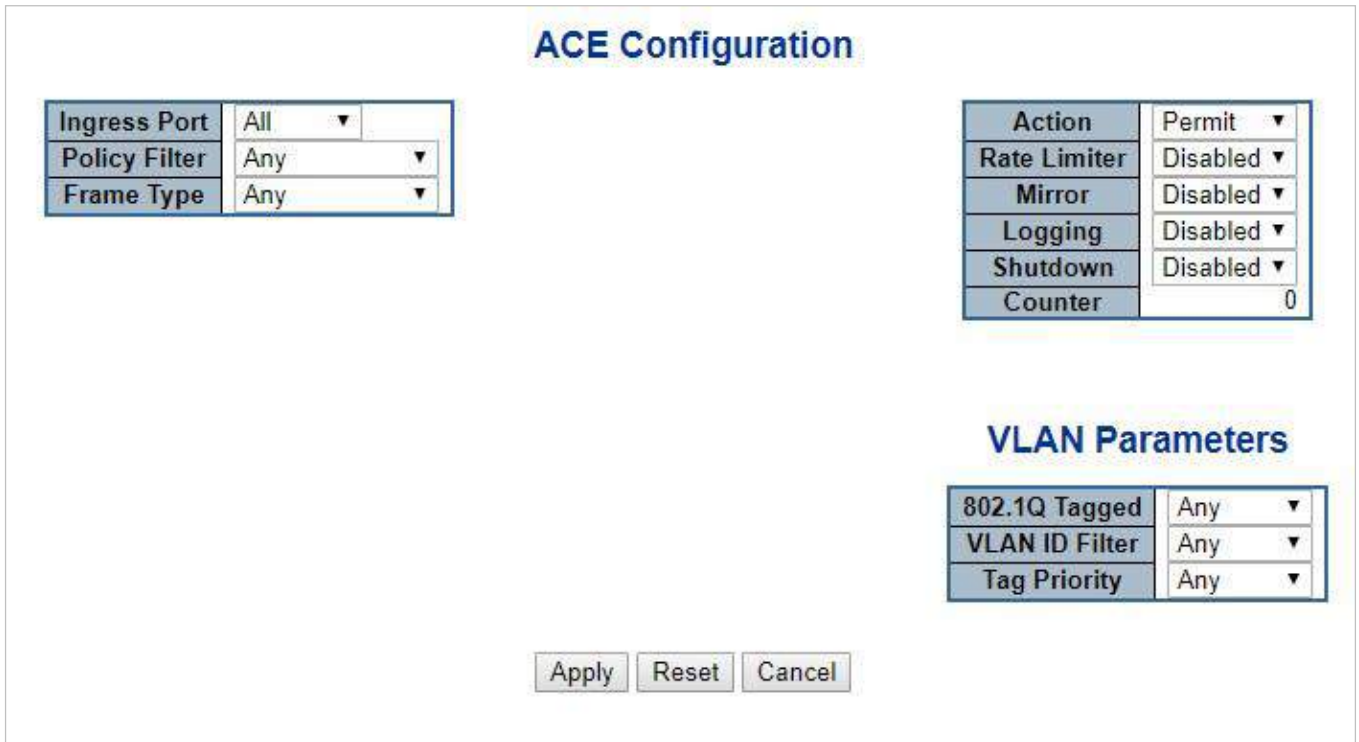 ACE Configuration
Ingress Port All
Policy Filter Any
Frame Type Any
Action Permit
Rate Limiter Disabled
Mirror Disabled
Logging Disabled
Shutdown Disabled
Counter 0
VLAN Parameters
802.1Q Tagged Any
VLAN ID Filter Any
Tag Priority Any
Apply Reset Cancel